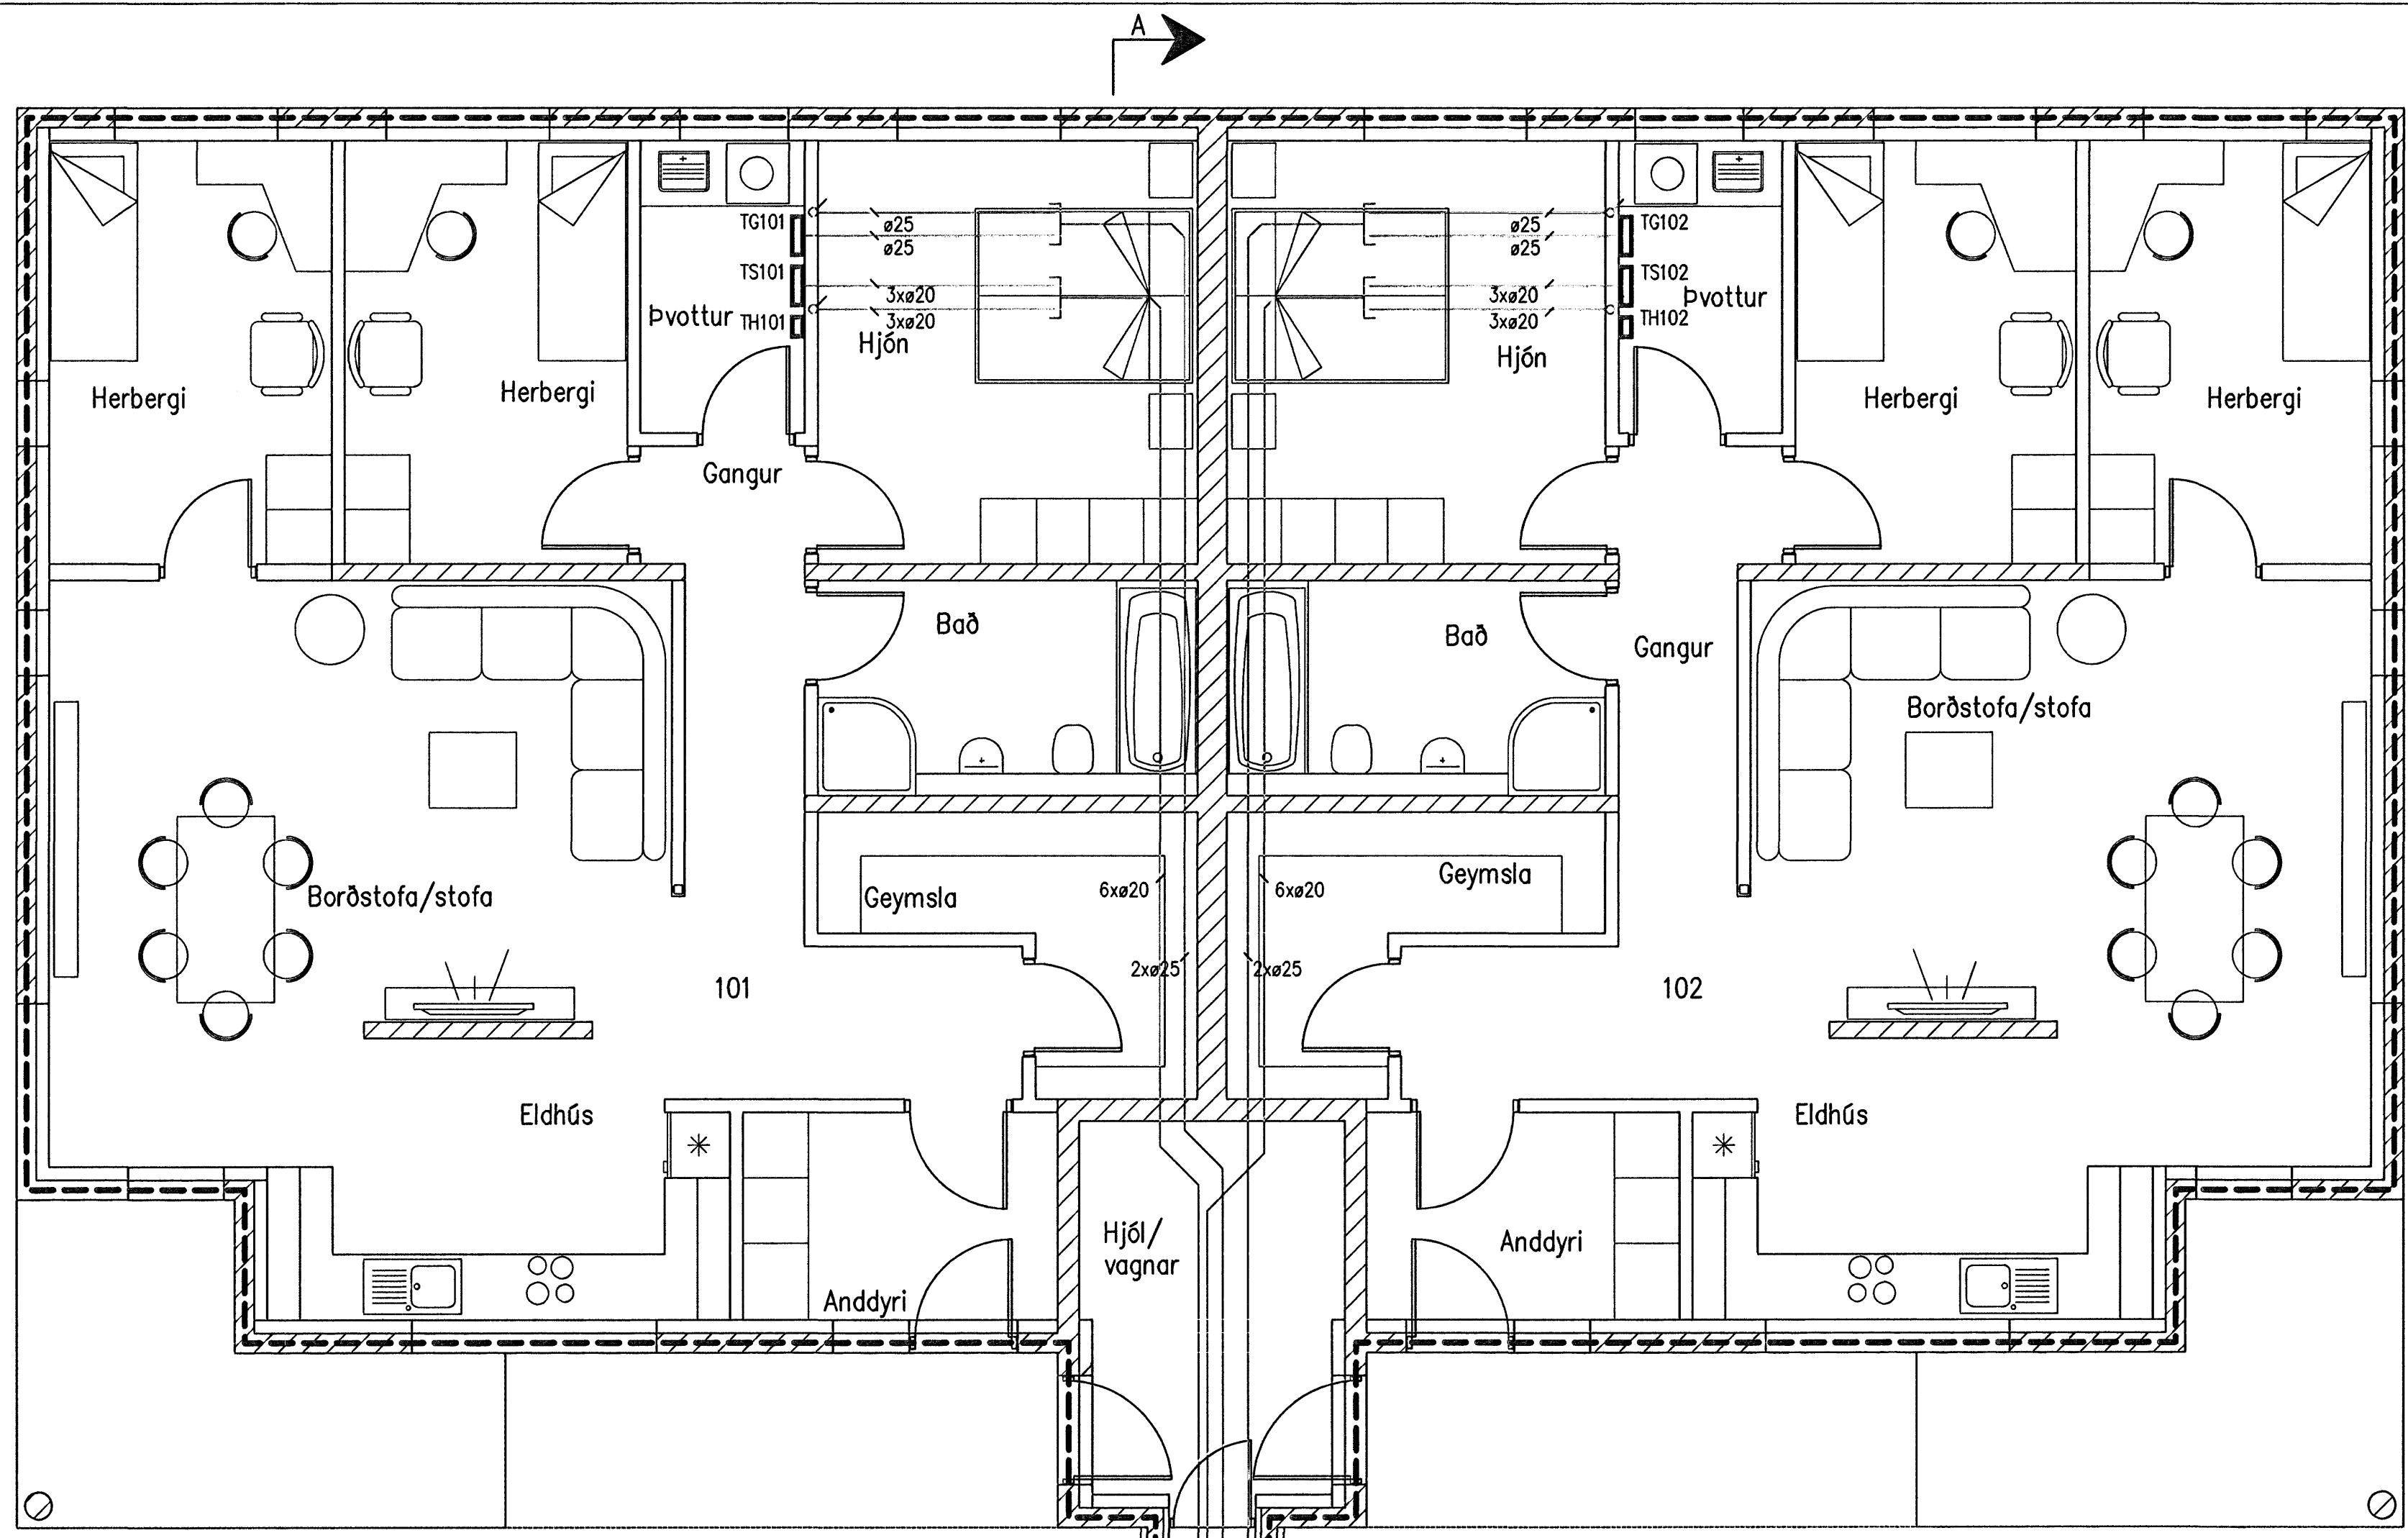 A
TG101
ø25
ø25
TS101
3xø20
Þvottur
TH101
3xø20
Hjón
ø25
ø25
TG102
TS102
3xø20
Þvottur
3xø20
TH102
Hjón
Herbergi
Herbergi
Herbergi
Herbergi
Gangur
Bað
Bað
Gangur
Borðstofa/stofa
Borðstofa/stofa
Geymsla
6xø20
6xø20
Geymsla
2xø25
2xø25
101
102
Eldhús
Eldhús
Hjól/
vagnar
Anddyri
Anddyri